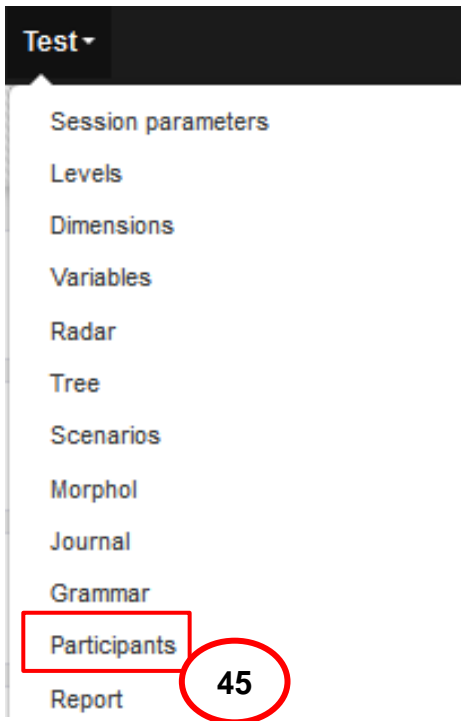 Test
Session parameters
Levels
Dimensions
Variables
Radar
Tree
Scenarios
Morphol
Journal
Grammar
Participants
45
Report